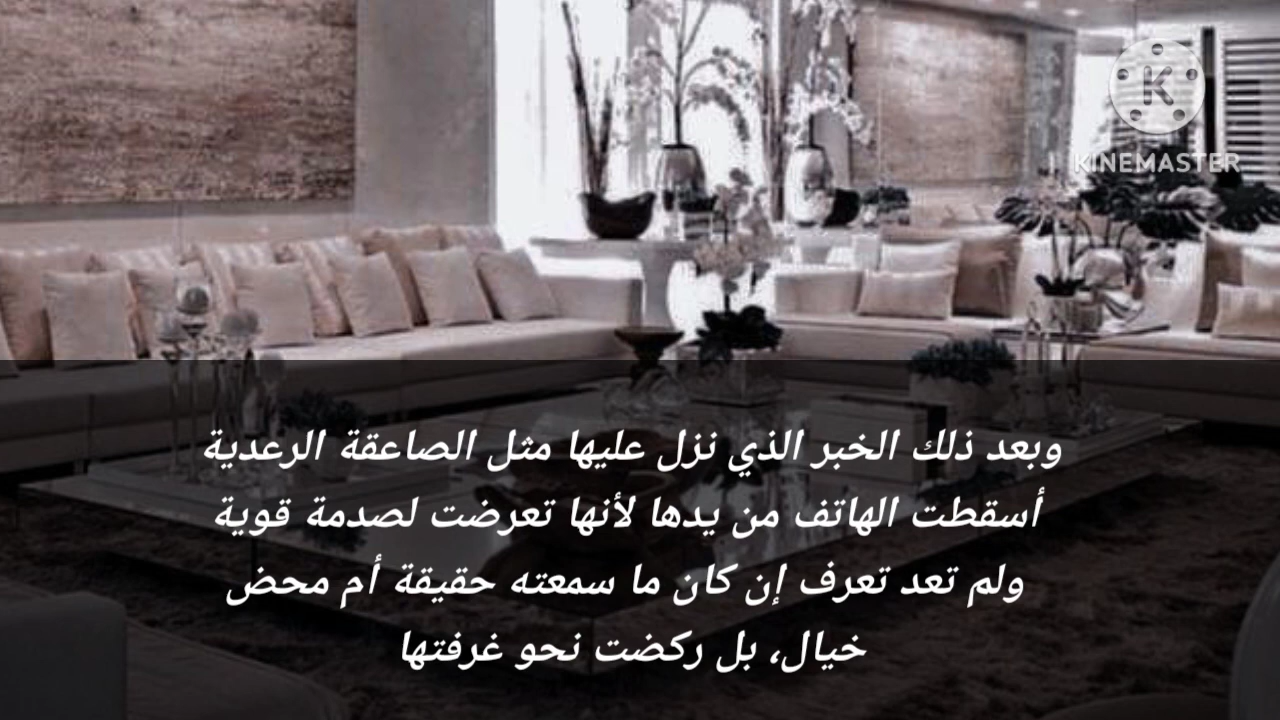 KINEMASTER
وبعد ذلك الخبر الذي نزل عليها مثل الصاعقة الرعدية
أسقطت الهاتف من يدها لأنها تعرضت لصدمة قوية
ولم تعد تعرف إن كان ما سمعته حقيقة أم محض
خيال، بل ركضت نحو غرفتها